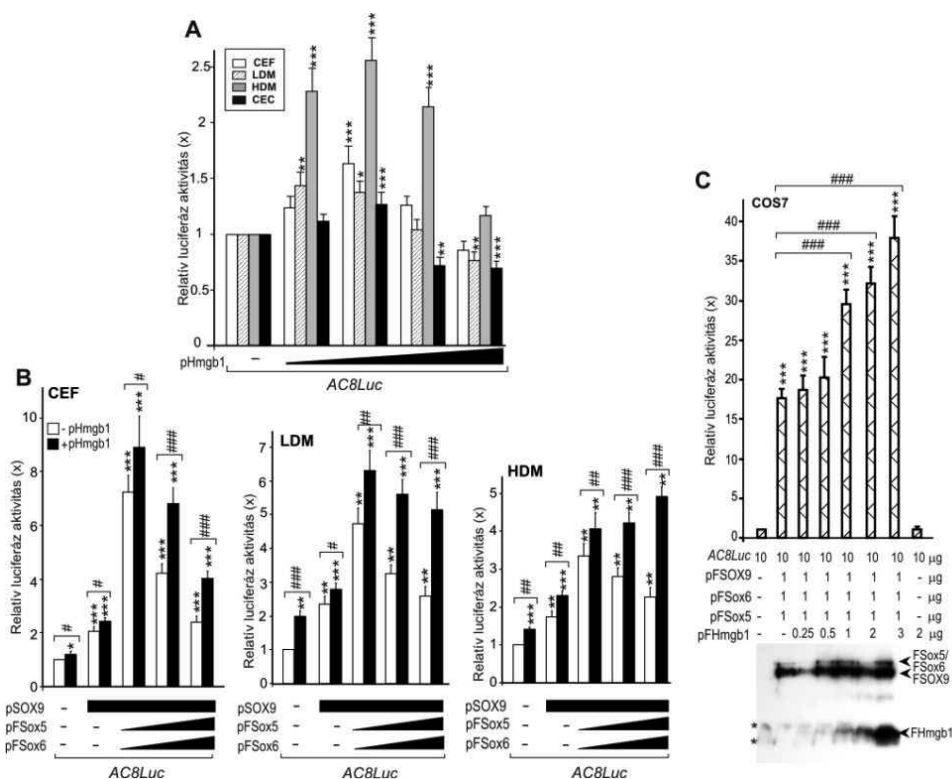 A
Relatív luciferáz aktivitás (x)
2.5
2
1.5
1
0.5
0
CEF
LDM
HDM
CEC
** *** *** * *** *** ** *** ** ***
pHmgb1 –
AC8Luc
B
CEF
- pHmgb1
+pHmgb1
Relatív luciferáz aktivitás (x)
10
8
6
4
2
0
# # # ### ###
* *** *** *** *** *** *** *** ***
LDM
7
6
5
4
3
2
1
0
### # ## ### ###
** ** *** ** *** ** *** ** ***
HDM
5
4
3
2
1
0
## ## ## ### ###
*** ** *** ** ** ** ** ** **
pSOX9 – – –
pFSox5 – – – – – –
pFSox6 – – – – – –
AC8Luc AC8Luc AC8Luc
C
COS7
###
###
###
Relatív luciferáz aktivitás (x)
40
35
30
25
20
15
10
5
0
*** *** *** *** *** ***
AC8Luc 10 10 10 10 10 10 10 10 µg
pFSOX9 - 1 1 1 1 1 1 - µg
pFSox6 - 1 1 1 1 1 1 - µg
pFSox5 - 1 1 1 1 1 1 - µg
pFHmgb1 - - 0.25 0.5 1 2 3 2 µg
FSox5/
FSox6
FSOX9
*
*
FHmgb1